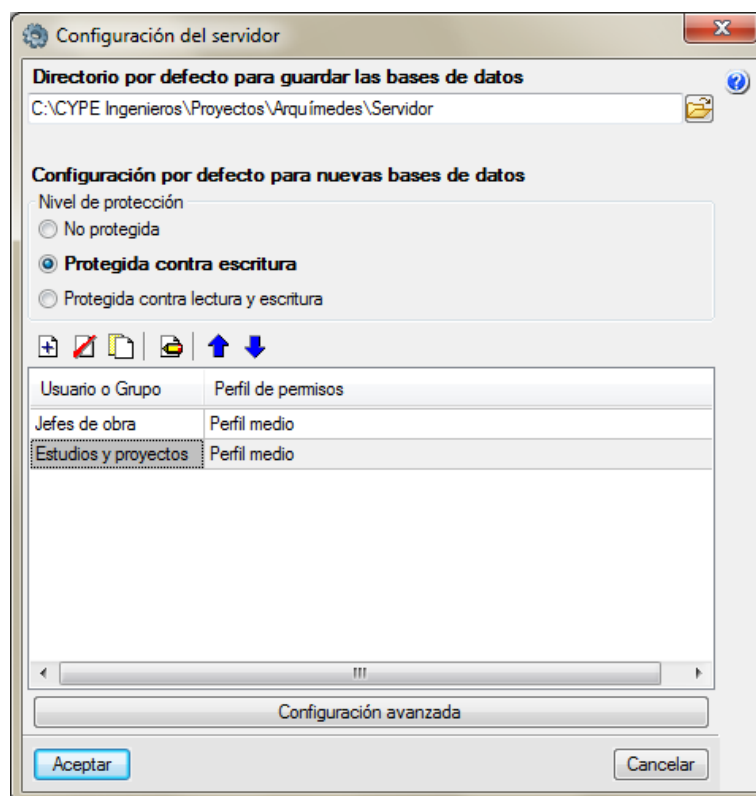 Configuración del servidor
Directorio por defecto para guardar las bases de datos
C:\CYPE Ingenieros\Proyectos\Arquímedes\Servidor
Configuración por defecto para nuevas bases de datos
Nivel de protección
No protegida
Protegida contra escritura
Protegida contra lectura y escritura
Usuario o Grupo Perfil de permisos
Jefes de obra Perfil medio
Estudios y proyectos Perfil medio
Configuración avanzada
Aceptar Cancelar